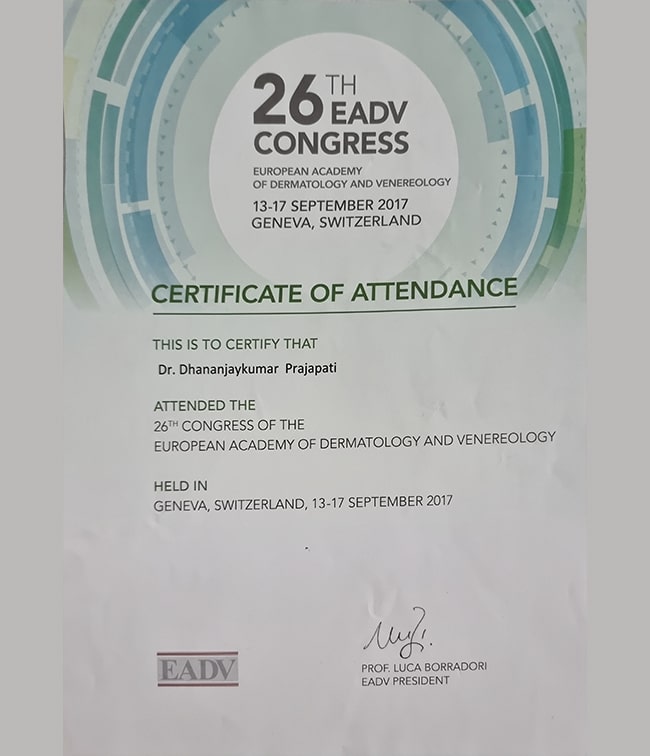 26TH
EADV
CONGRESS
EUROPEAN ACADEMY
OF DERMATOLOGY AND VENEREOLOGY
13-17 SEPTEMBER 2017
GENEVA, SWITZERLAND
CERTIFICATE OF ATTENDANCE
THIS IS TO CERTIFY THAT
Dr. Dhananjaykumar Prajapati
ATTENDED THE
26TH CONGRESS OF THE
EUROPEAN ACADEMY OF DERMATOLOGY AND VENEREOLOGY
HELD IN
GENEVA, SWITZERLAND, 13-17 SEPTEMBER 2017
EADV
PROF. LUCA BORRADORI
EADV PRESIDENT